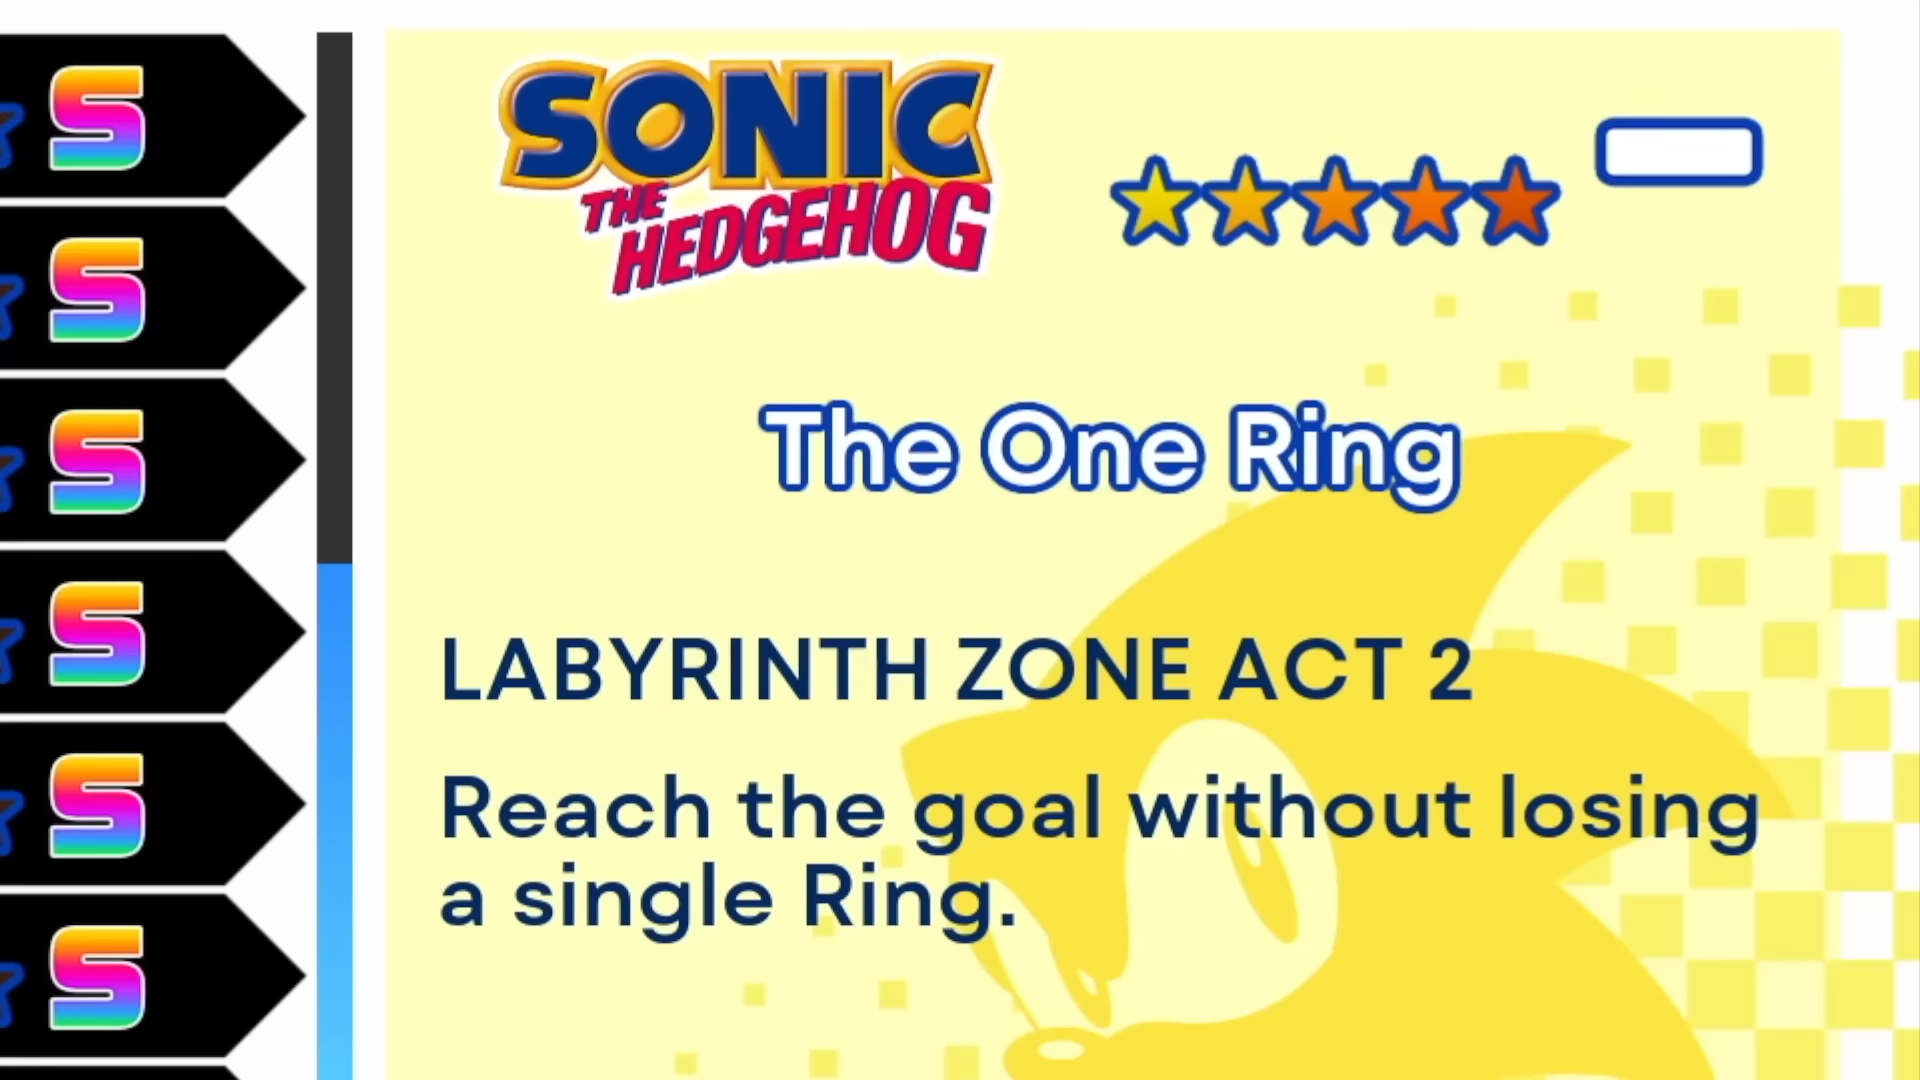 S
S
S
S
S
S
SONIC
THE
HEDGEHOG
The One Ring
LABYRINTH ZONE ACT 2
Reach the goal without losing
a single Ring.